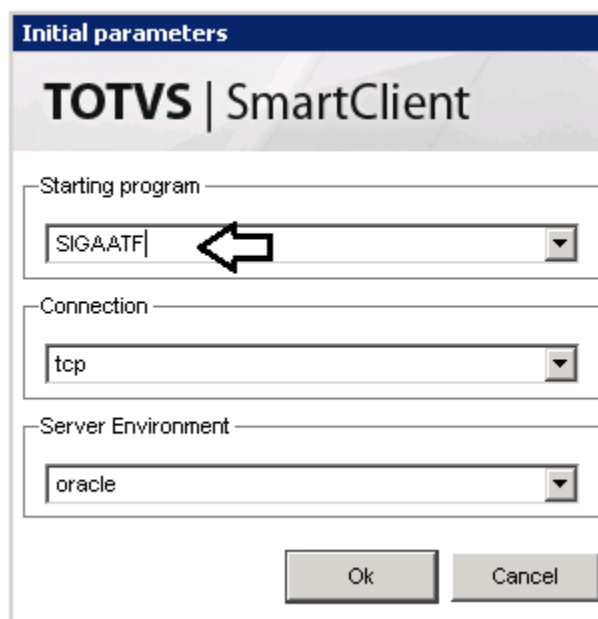 Initial parameters
TOTVS | SmartClient
Starting program
SIGAATF
Connection
tcp
Server Environment
oracle
Ok
Cancel